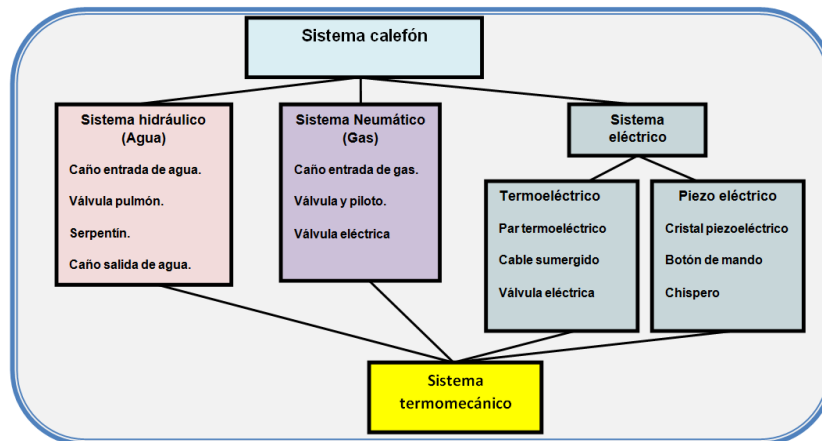 Sistema calefón
Sistema hidráulico
(Agua)
Caño entrada de agua.
Válvula pulmón.
Serpentín.
Caño salida de agua.
Sistema Neumático
(Gas)
Caño entrada de gas.
Válvula y piloto.
Válvula eléctrica
Sistema
eléctrico
Termoeléctrico
Par termoeléctrico
Cable sumergido
Válvula eléctrica
Piezo eléctrico
Cristal piezoeléctrico
Botón de mando
Chispero
Sistema
termomecánico